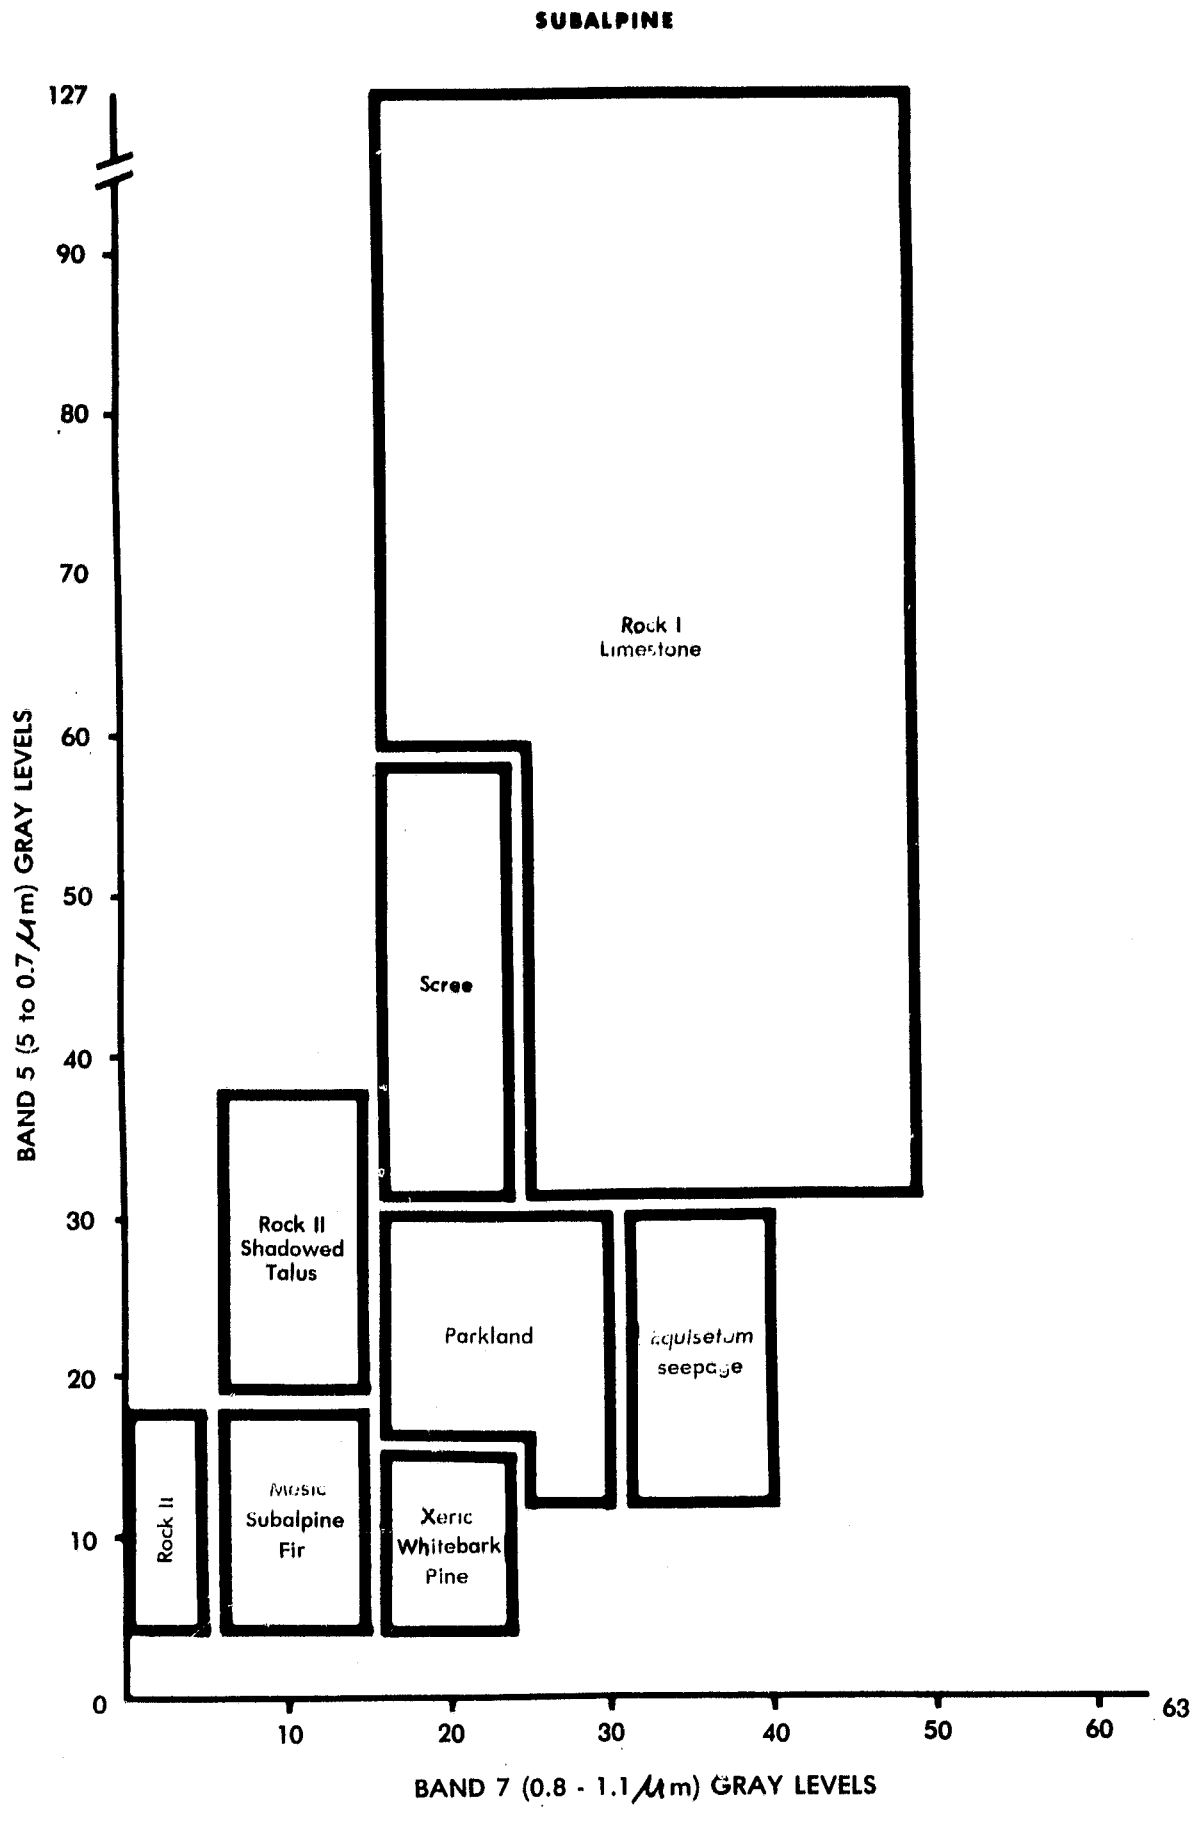 SUBALPINE
127
90
80
70
60
50
40
30
20
10
0
BAND 5 (5 to 0.7 μm) GRAY LEVELS
Rock I
Limestone
Scree
Rock II
Shadowed
Talus
Parkland
Equisetum
seepage
Rock II
Mesic
Subalpine
Fir
Xeric
Whitebark
Pine
10
20
30
40
50
60
63
BAND 7 (0.8 - 1.1 μm) GRAY LEVELS